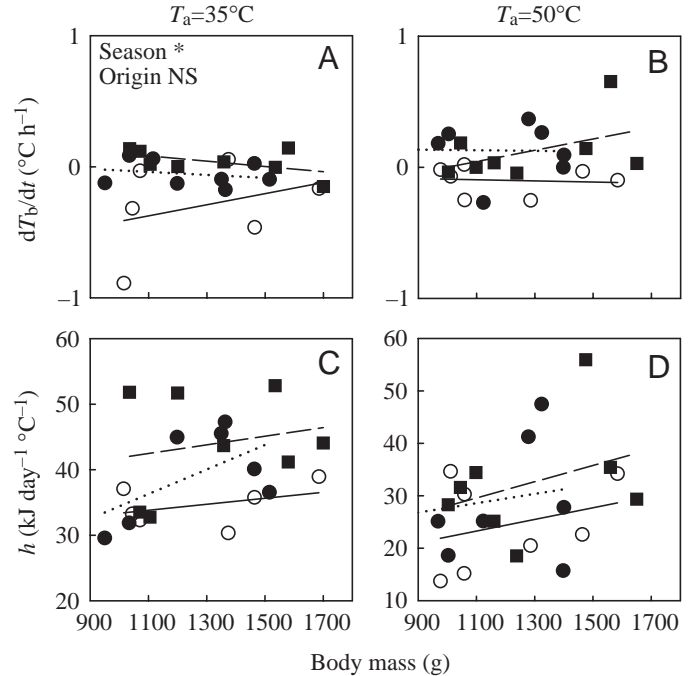 Tₐ=35°C
Tₐ=50°C
1
0
−1
dT_b/dt (°C h⁻¹)
Season *
Origin NS
A
1
0
−1
B
60
50
40
30
20
h (kJ day⁻¹ °C⁻¹)
C
900 1100 1300 1500 1700
60
50
40
30
20
10
D
900 1100 1300 1500 1700
Body mass (g)